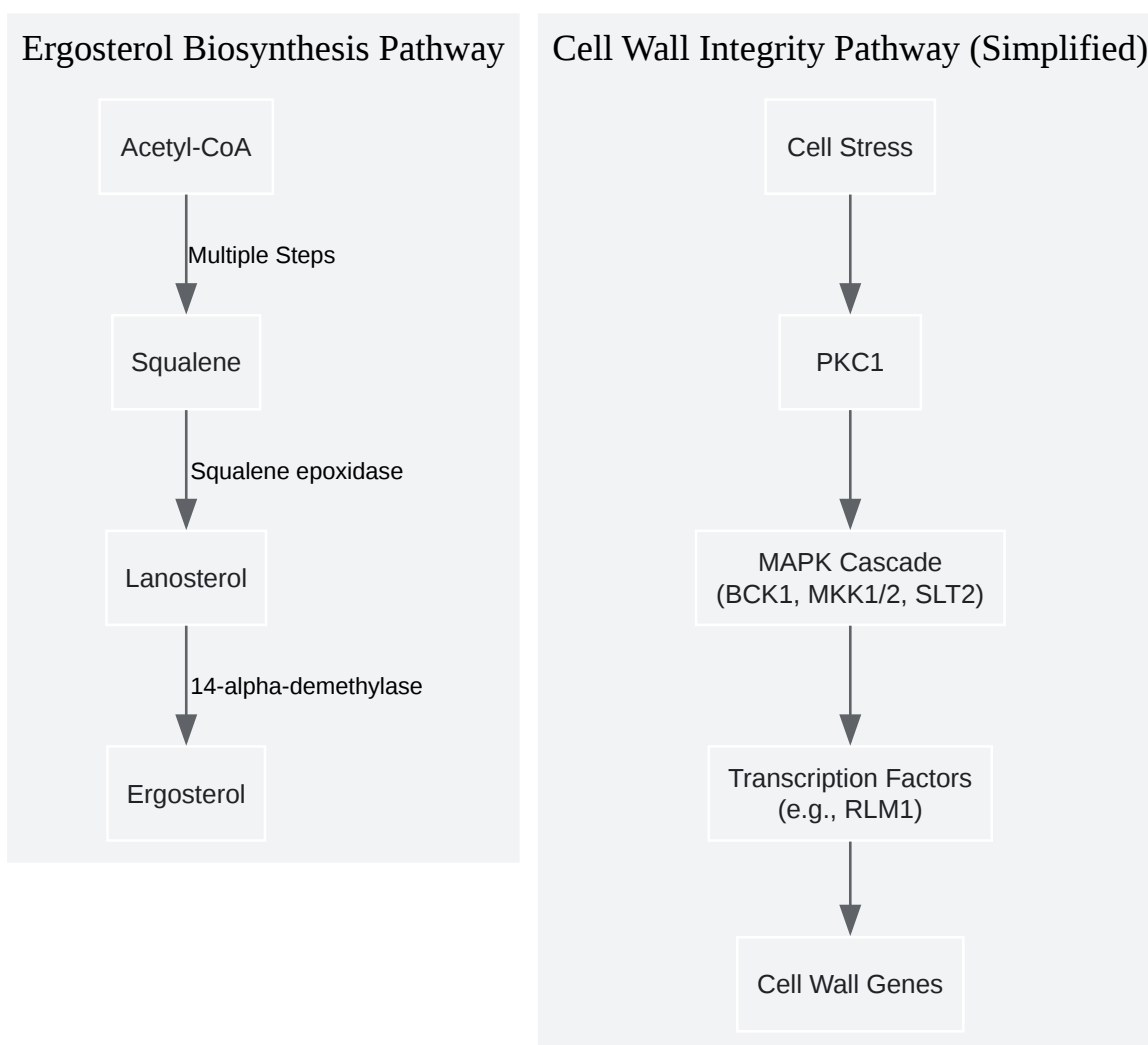 Ergosterol Biosynthesis Pathway
Acetyl-CoA
Multiple Steps
Squalene
Squalene epoxidase
Lanosterol
14-alpha-demethylase
Ergosterol
Cell Wall Integrity Pathway (Simplified)
Cell Stress
PKC1
MAPK Cascade
(BCK1, MKK1/2, SLT2)
Transcription Factors
(e.g., RLM1)
Cell Wall Genes